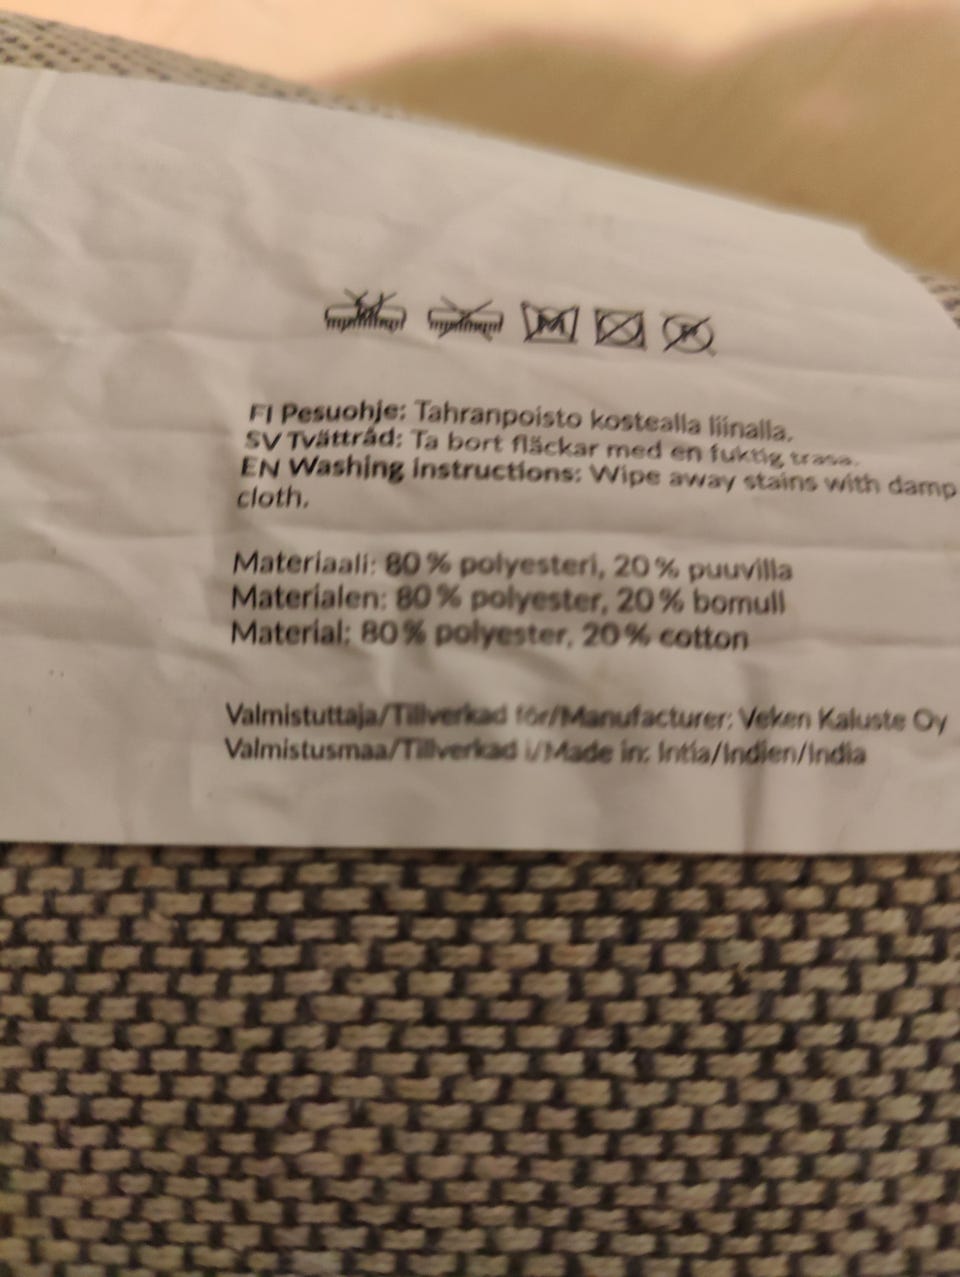 FI Pesuohje: Tahranpoisto kostealla liinalla.
SV Tvättråd: Ta bort fläckar med en fuktig trasa.
EN Washing instructions: Wipe away stains with damp
cloth.
Materiaali: 80 % polyesteri, 20 % puuvilla
Materialen: 80 % polyester, 20 % bomull
Material: 80 % polyester, 20 % cotton
Valmistuttaja/Tillverkad för/Manufacturer: Veken Kaluste Oy
Valmistusmaa/Tillverkad i/Made in: Intia/Indien/India